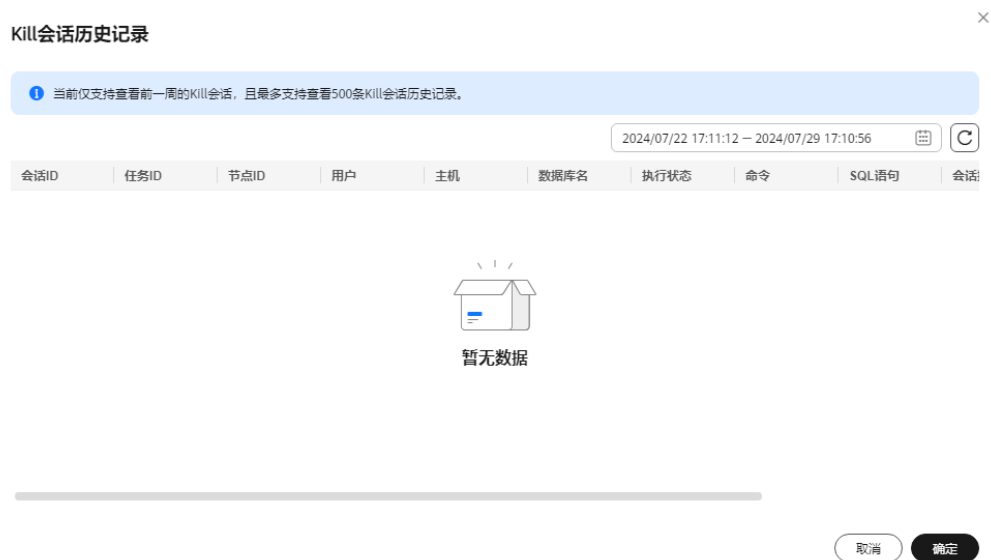 Kill会话历史记录
当前仅支持查看前一周的Kill会话，且最多支持查看500条Kill会话历史记录。
2024/07/22 17:11:12 — 2024/07/29 17:10:56
会话ID 任务ID 节点ID 用户 主机 数据库名 执行状态 命令 SQL语句 会话
暂无数据
取消 确定